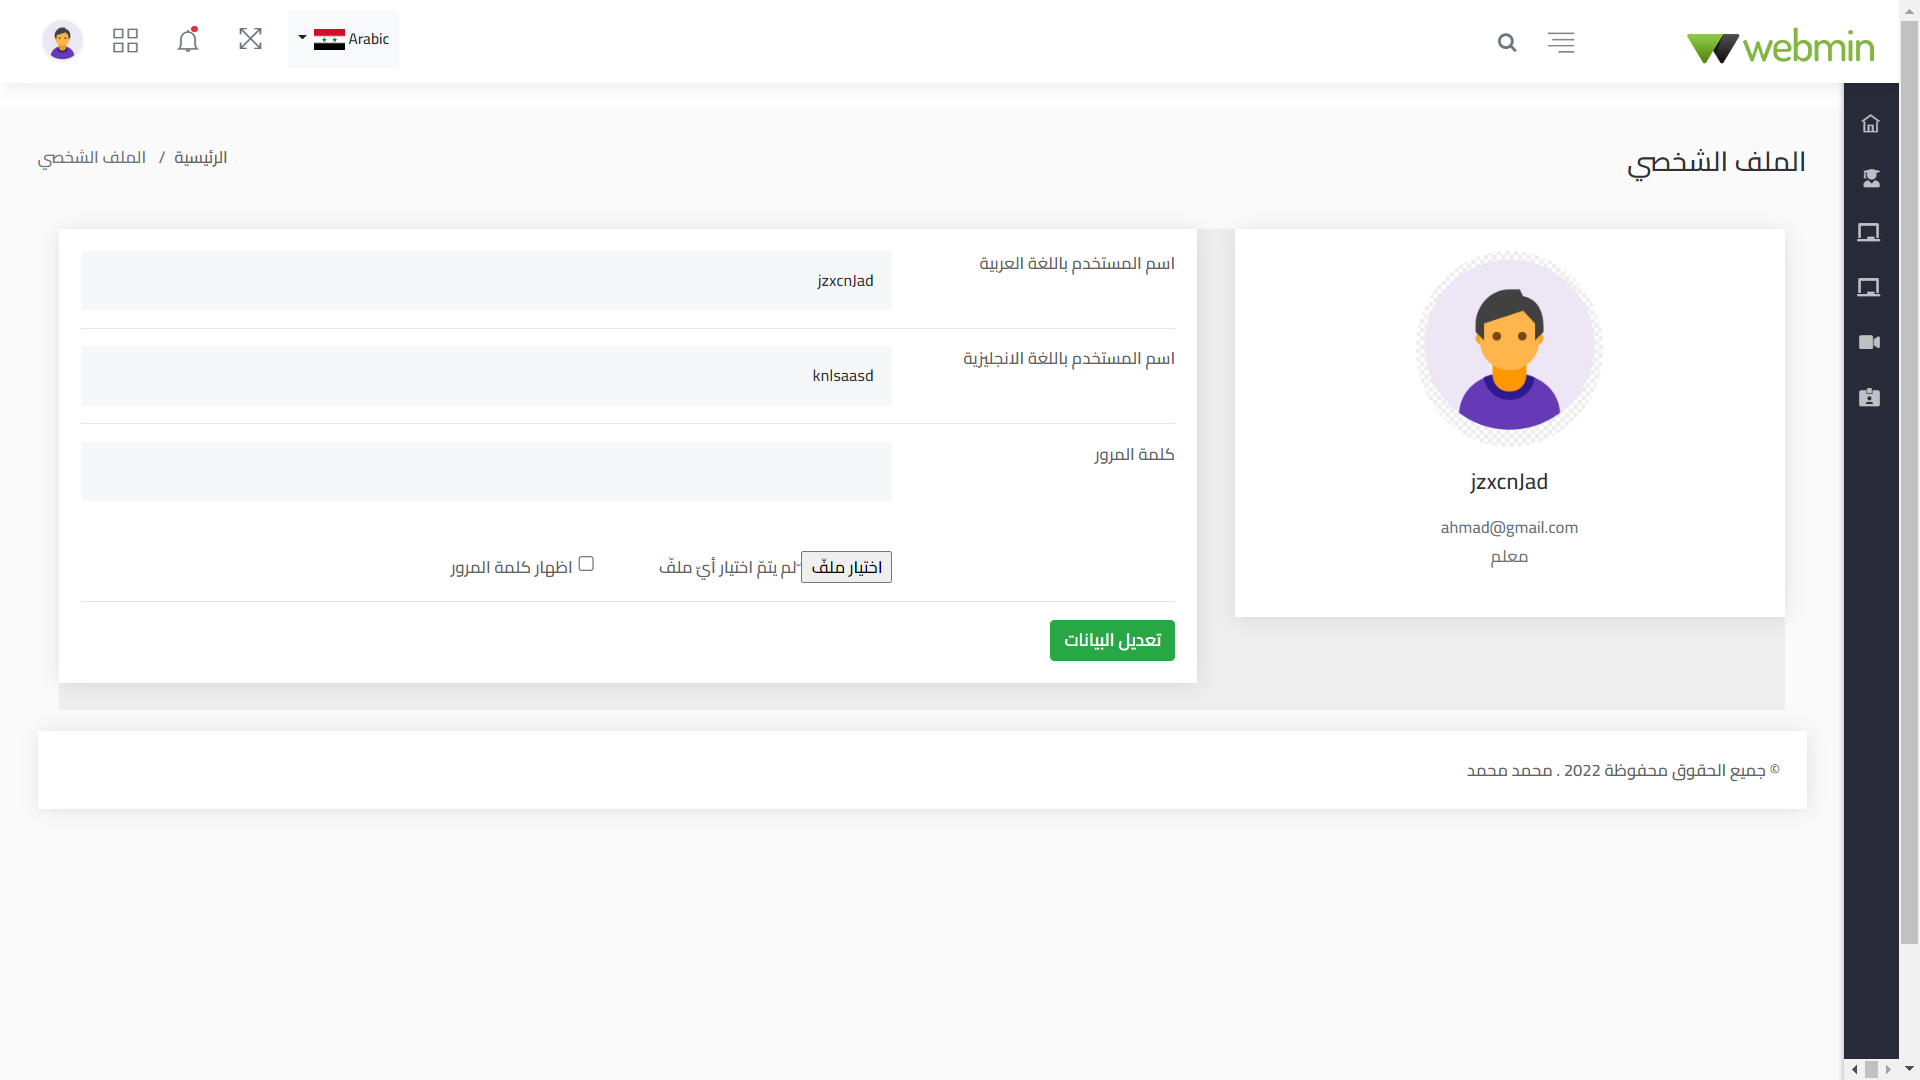 webmin
Arabic
الملف الشخصي
الرئيسية / الملف الشخصي
jzxcnJad
ahmad@gmail.com
معلم
اسم المستخدم باللغة العربية
jzxcnJad
اسم المستخدم باللغة الانجليزية
knlsaasd
كلمة المرور
اختيار ملفّ لم يتمّ اختيار أيّ ملفّ
اظهار كلمة المرور
تعديل البيانات
© جميع الحقوق محفوظة 2022 . محمد محمد